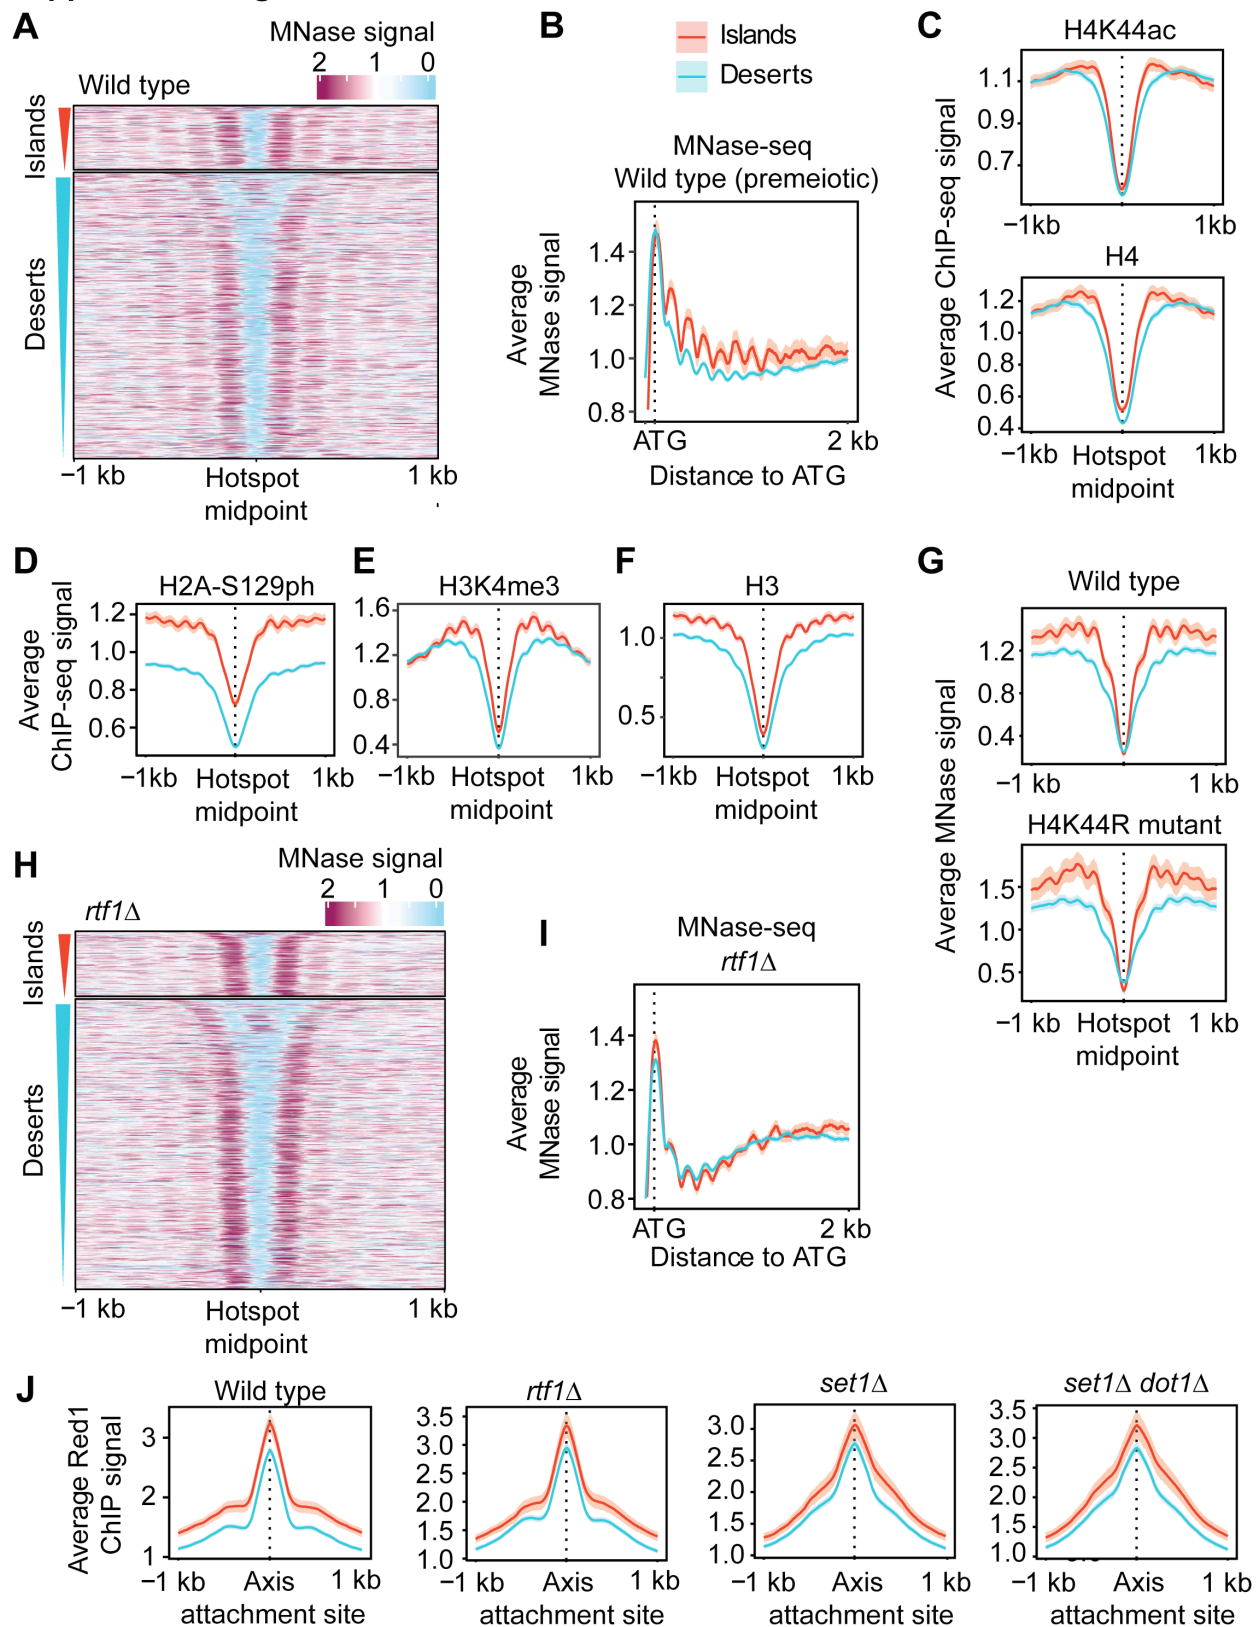 A
MNase signal
2 1 0
Wild type
Islands
Deserts
−1 kb
Hotspot
midpoint
1 kb
B
Islands
Deserts
MNase-seq
Wild type (premeiotic)
Average
MNase signal
1.4
1.2
1.0
0.8
ATG
2 kb
Distance to ATG
C
H4K44ac
Average ChIP-seq signal
1.1
0.9
0.7
−1kb
1kb
H4
1.2
1.0
0.8
0.6
0.4
−1kb
Hotspot
midpoint
1kb
D
H2A-S129ph
Average
ChIP-seq signal
1.2
1.0
0.8
0.6
−1kb
Hotspot
midpoint
1kb
E
H3K4me3
1.6
1.2
0.8
0.4
−1kb
Hotspot
midpoint
1kb
F
H3
1.0
0.5
−1kb
Hotspot
midpoint
1kb
G
Wild type
Average MNase signal
1.2
0.8
0.4
−1 kb
1 kb
H4K44R mutant
1.5
1.0
0.5
−1 kb
Hotspot
midpoint
1 kb
H
MNase signal
2 1 0
rtf1Δ
Islands
Deserts
−1 kb
Hotspot
midpoint
1 kb
I
MNase-seq
rtf1Δ
Average
MNase signal
1.4
1.2
1.0
0.8
ATG
2 kb
Distance to ATG
J
Average Red1
ChIP signal
Wild type
3
2
1
−1 kb
Axis
attachment site
1 kb
rtf1Δ
3.5
3.0
2.5
2.0
1.5
1.0
−1 kb
Axis
attachment site
1 kb
set1Δ
3.0
2.5
2.0
1.5
1.0
−1 kb
Axis
attachment site
1 kb
set1Δ dot1Δ
3.5
3.0
2.5
2.0
1.5
1.0
−1 kb
Axis
attachment site
1 kb